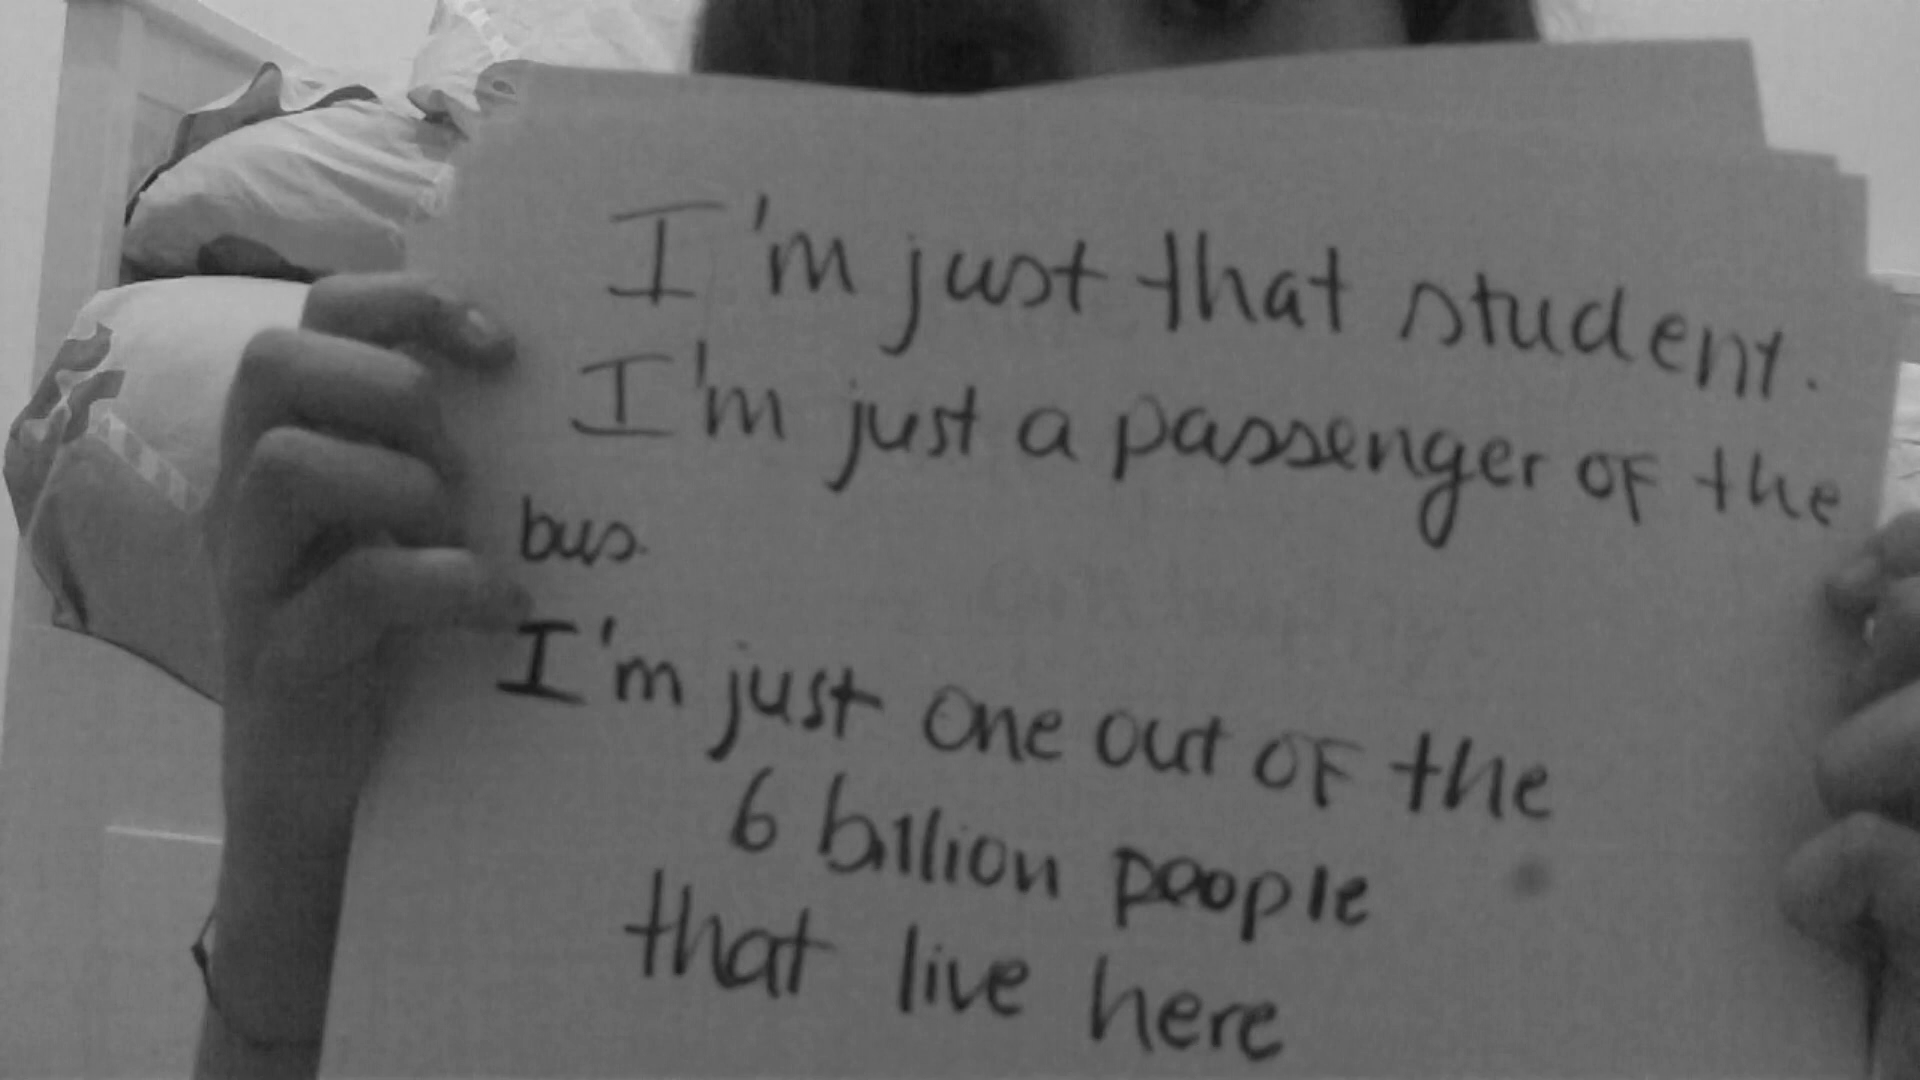 I'm just that student.
I'm just a passenger of the
bus.
I'm just one out of the
6 billion people
that live here